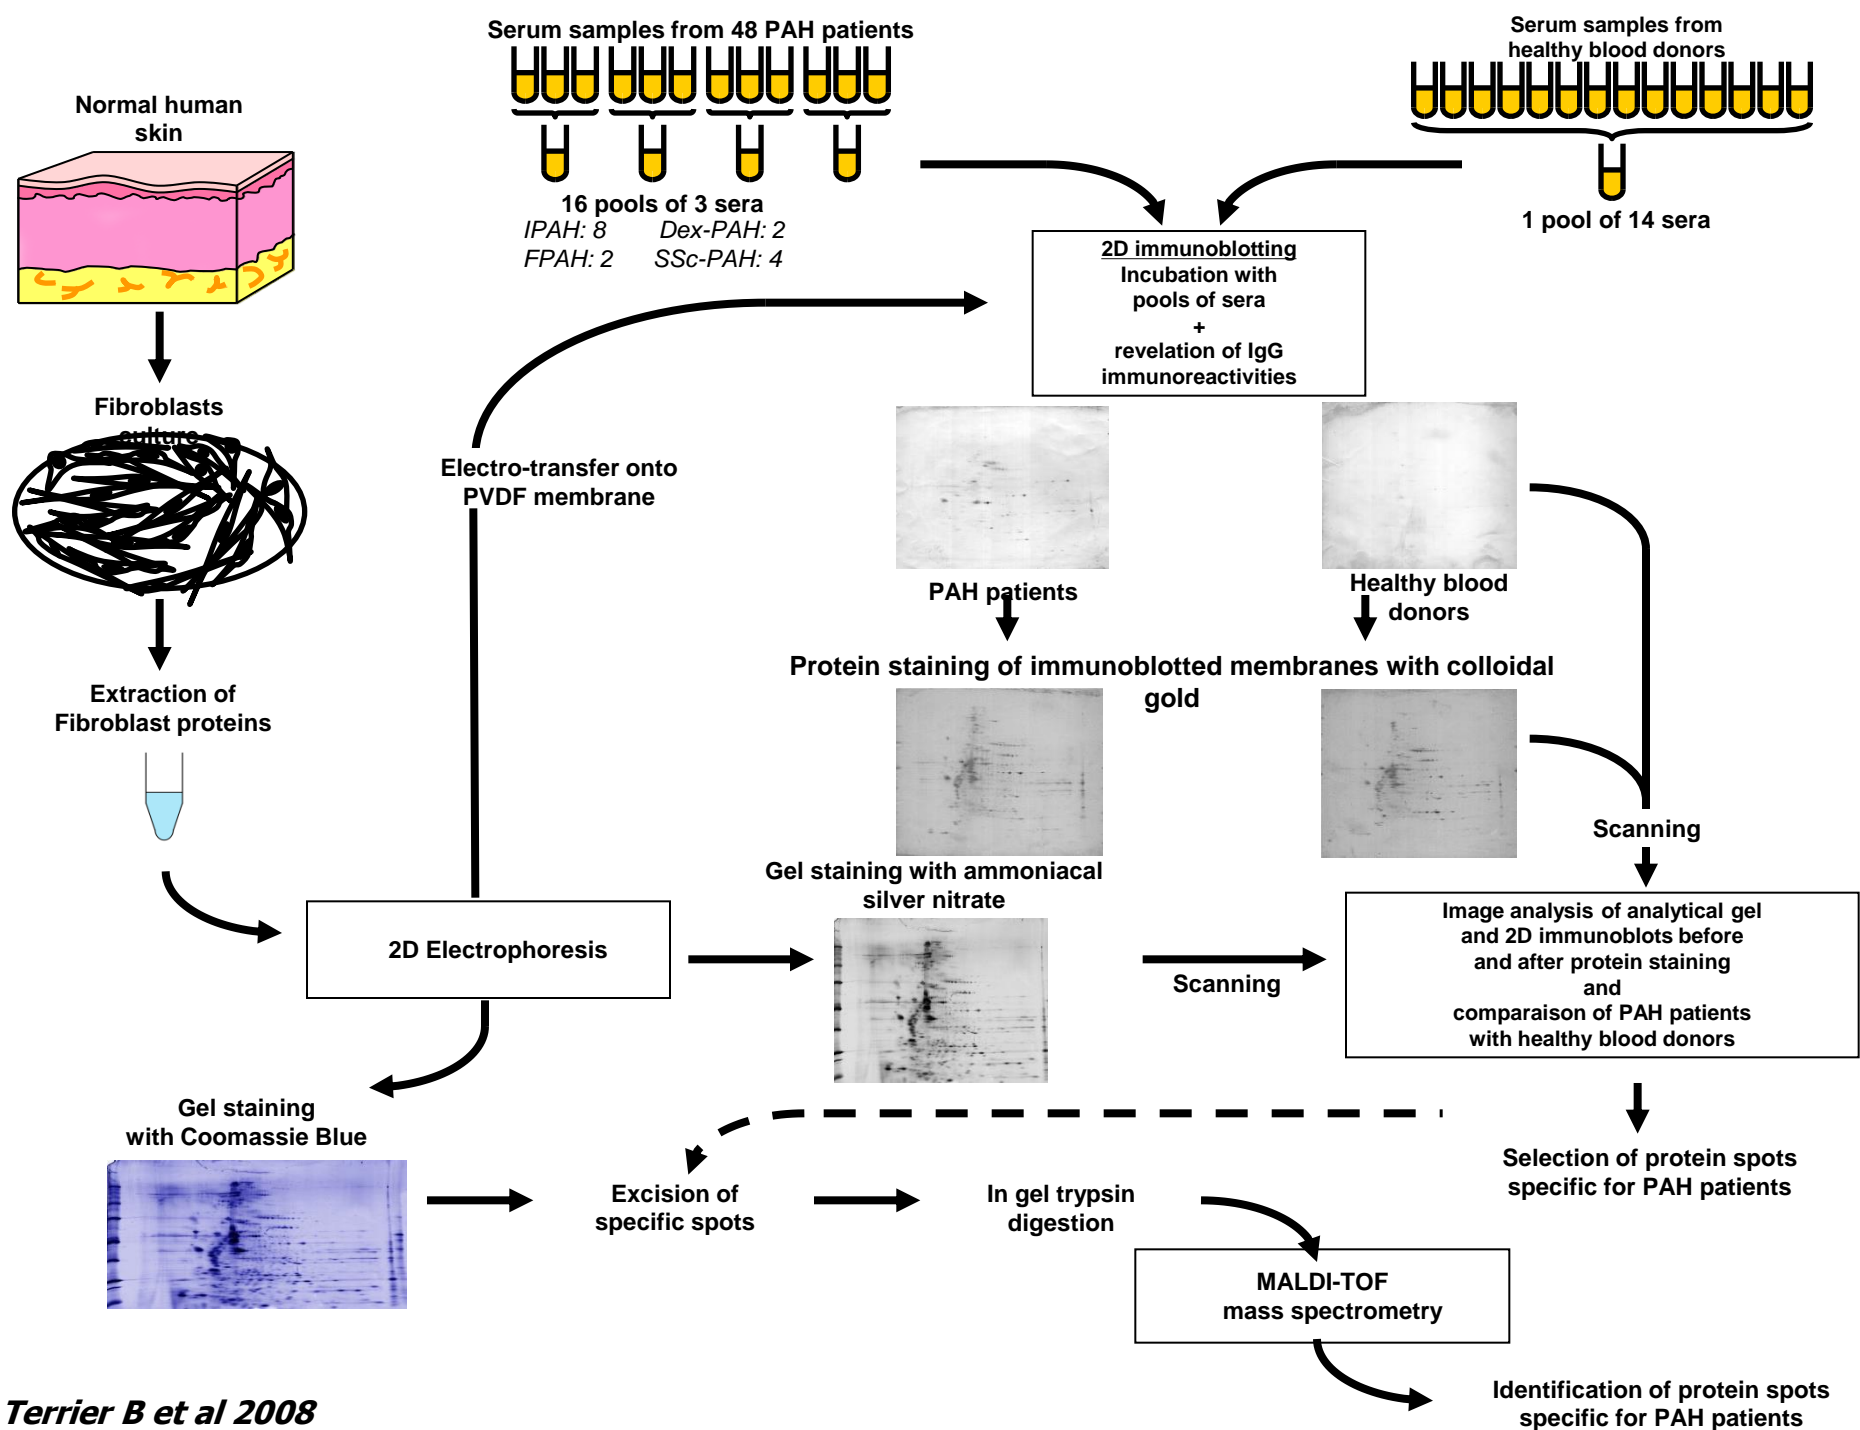 Serum samples from 48 PAH patients
Serum samples from
healthy blood donors
Normal human
skin
16 pools of 3 sera
IPAH: 8 Dex-PAH: 2
FPAH: 2 SSc-PAH: 4
1 pool of 14 sera
2D immunoblotting
Incubation with
pools of sera
+
revelation of IgG
immunoreactivities
Fibroblasts
culture
Electro-transfer onto
PVDF membrane
PAH patients
Healthy blood
donors
Protein staining of immunoblotted membranes with colloidal
gold
Extraction of
Fibroblast proteins
Scanning
Gel staining with ammoniacal
silver nitrate
2D Electrophoresis
Scanning
Image analysis of analytical gel
and 2D immunoblots before
and after protein staining
and
comparaison of PAH patients
with healthy blood donors
Gel staining
with Coomassie Blue
Excision of
specific spots
In gel trypsin
digestion
Selection of protein spots
specific for PAH patients
MALDI-TOF
mass spectrometry
Identification of protein spots
specific for PAH patients
Terrier B et al 2008